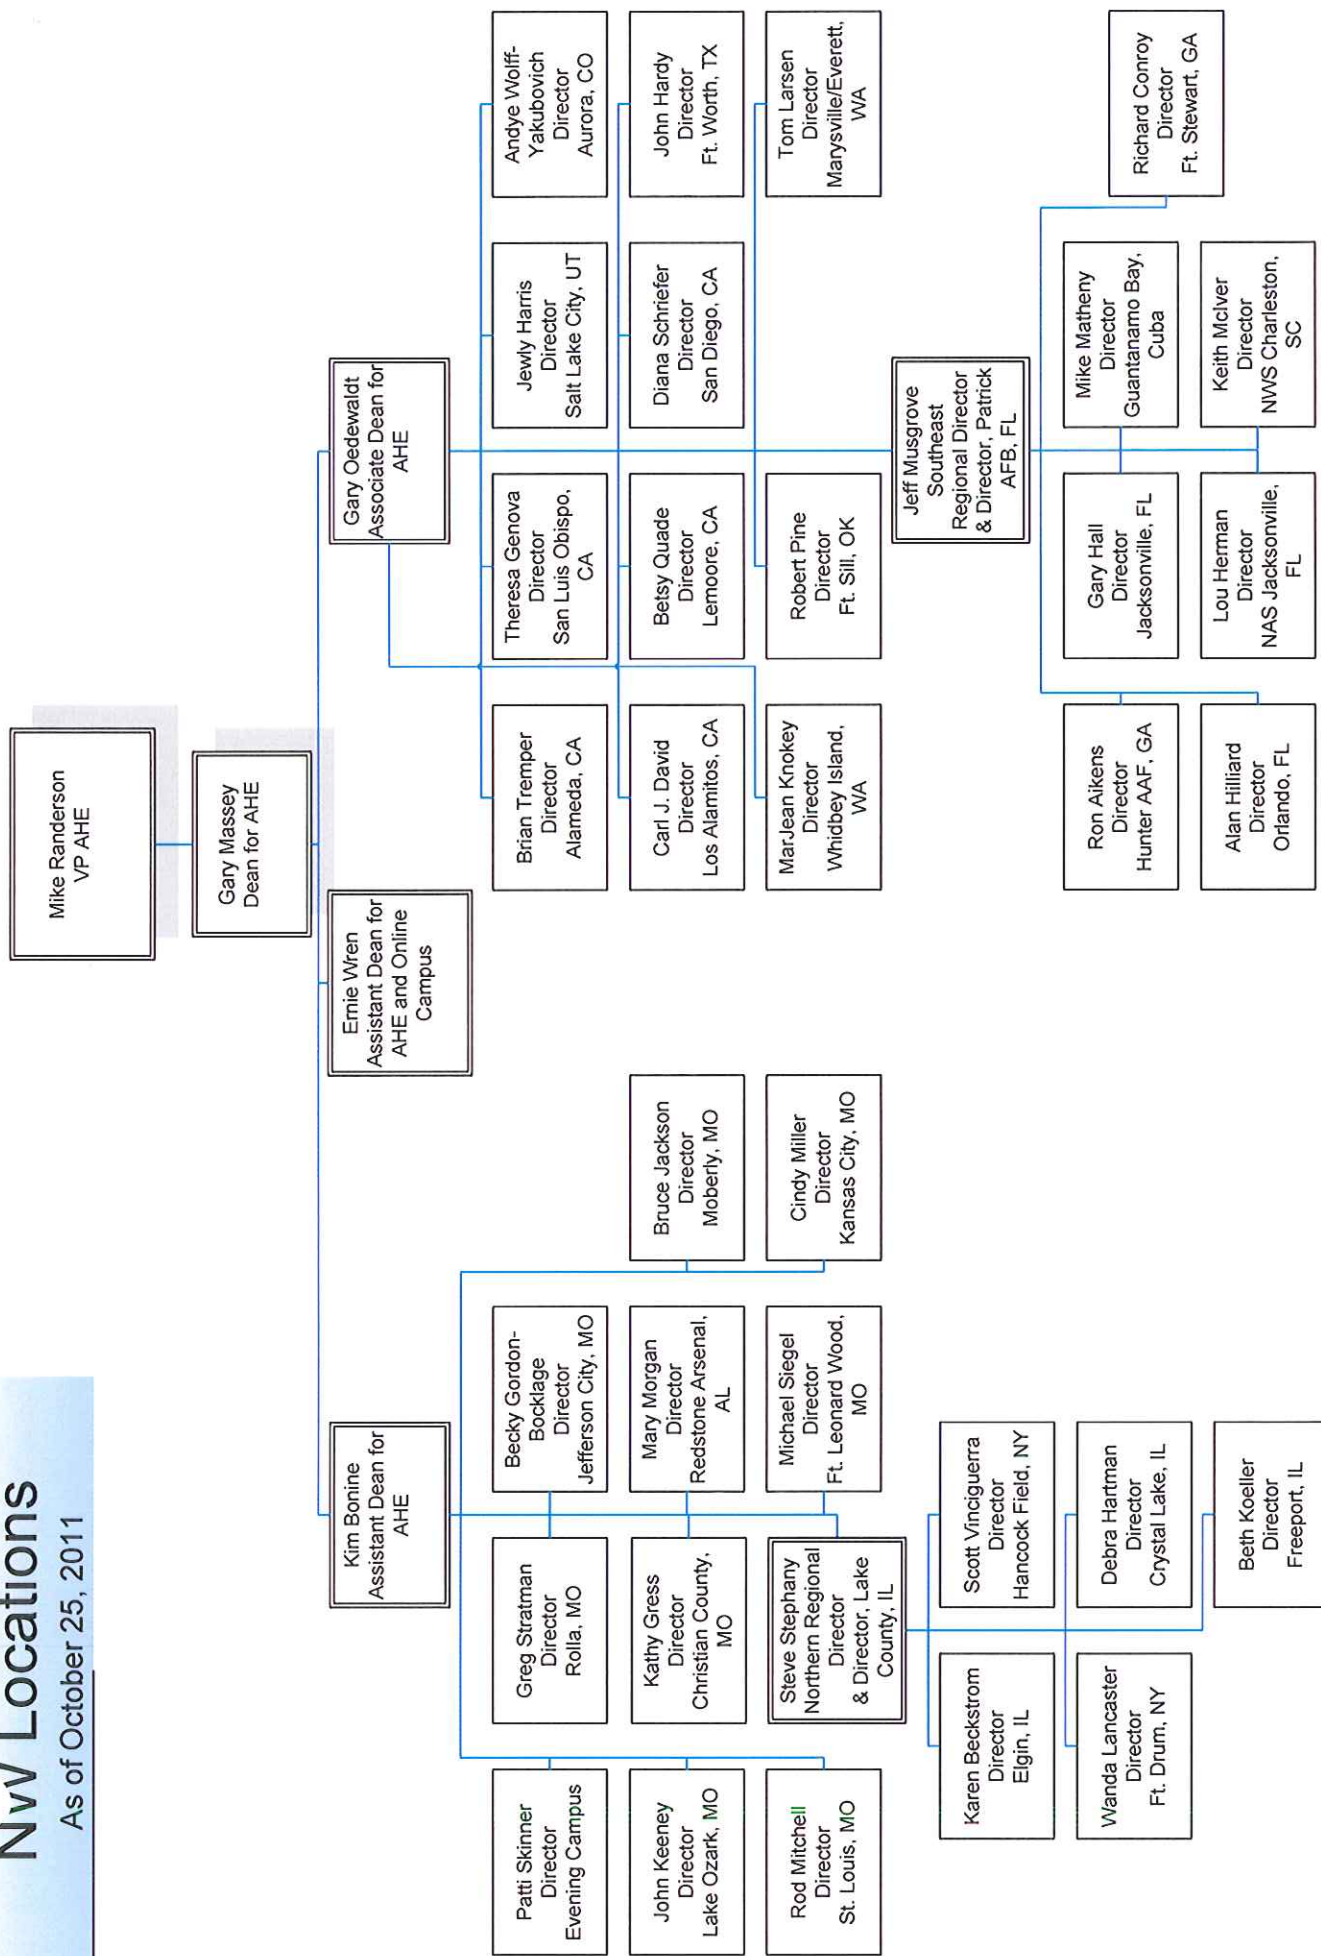 NvV Locations
As of October 25, 2011
Mike Randerson
VP AHE
Gary Massey
Dean for AHE
Kim Bonine
Assistant Dean for
AHE
Ernie Wren
Assistant Dean for
AHE and Online
Campus
Gary Oedewaldt
Associate Dean for
AHE
Patti Skinner
Director
Evening Campus
Greg Stratman
Director
Rolla, MO
Becky Gordon-
Bocklage
Director
Jefferson City, MO
John Keeney
Director
Lake Ozark, MO
Kathy Gress
Director
Christian County,
MO
Mary Morgan
Director
Redstone Arsenal,
AL
Bruce Jackson
Director
Moberly, MO
Rod Mitchell
Director
St. Louis, MO
Steve Stephany
Northern Regional
Director
& Director, Lake
County, IL
Michael Siegel
Director
Ft. Leonard Wood,
MO
Cindy Miller
Director
Kansas City, MO
Karen Beckstrom
Director
Elgin, IL
Scott Vinciguerra
Director
Hancock Field, NY
Wanda Lancaster
Director
Ft. Drum, NY
Debra Hartman
Director
Crystal Lake, IL
Beth Koeller
Director
Freeport, IL
Brian Tremper
Director
Alameda, CA
Theresa Genova
Director
San Luis Obispo,
CA
Jewly Harris
Director
Salt Lake City, UT
Andye Wolff-
Yakubovich
Director
Aurora, CO
Carl J. David
Director
Los Alamitos, CA
Betsy Quade
Director
Lemoore, CA
Diana Schriefer
Director
San Diego, CA
John Hardy
Director
Ft. Worth, TX
MarJean Knokey
Director
Whidbey Island,
WA
Robert Pine
Director
Ft. Sill, OK
Tom Larsen
Director
Marysville/Everett,
WA
Jeff Musgrove
Southeast
Regional Director
& Director, Patrick
AFB, FL
Ron Aikens
Director
Hunter AAF, GA
Gary Hall
Director
Jacksonville, FL
Mike Matheny
Director
Guantanamo Bay,
Cuba
Richard Conroy
Director
Ft. Stewart, GA
Alan Hilliard
Director
Orlando, FL
Lou Herman
Director
NAS Jacksonville,
FL
Keith McIver
Director
NWS Charleston,
SC